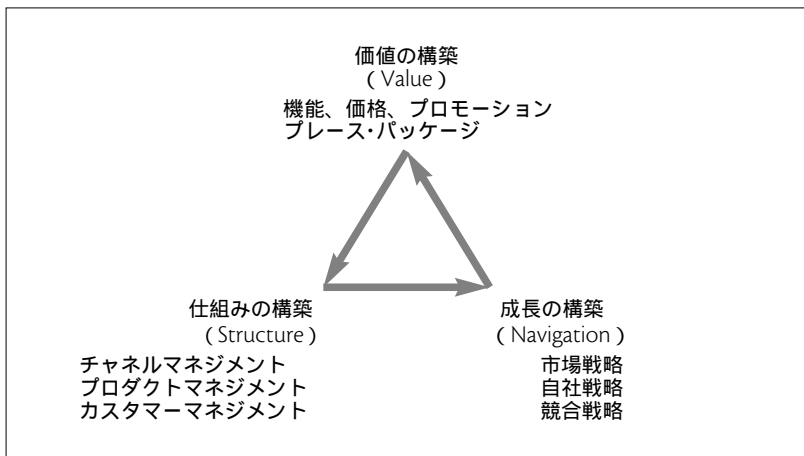 価値の構築
( Value )
機能、価格、プロモーション
プレース・パッケージ
仕組みの構築
( Structure )
チャネルマネジメント
プロダクトマネジメント
カスタマーマネジメント
成長の構築
( Navigation )
市場戦略
自社戦略
競合戦略